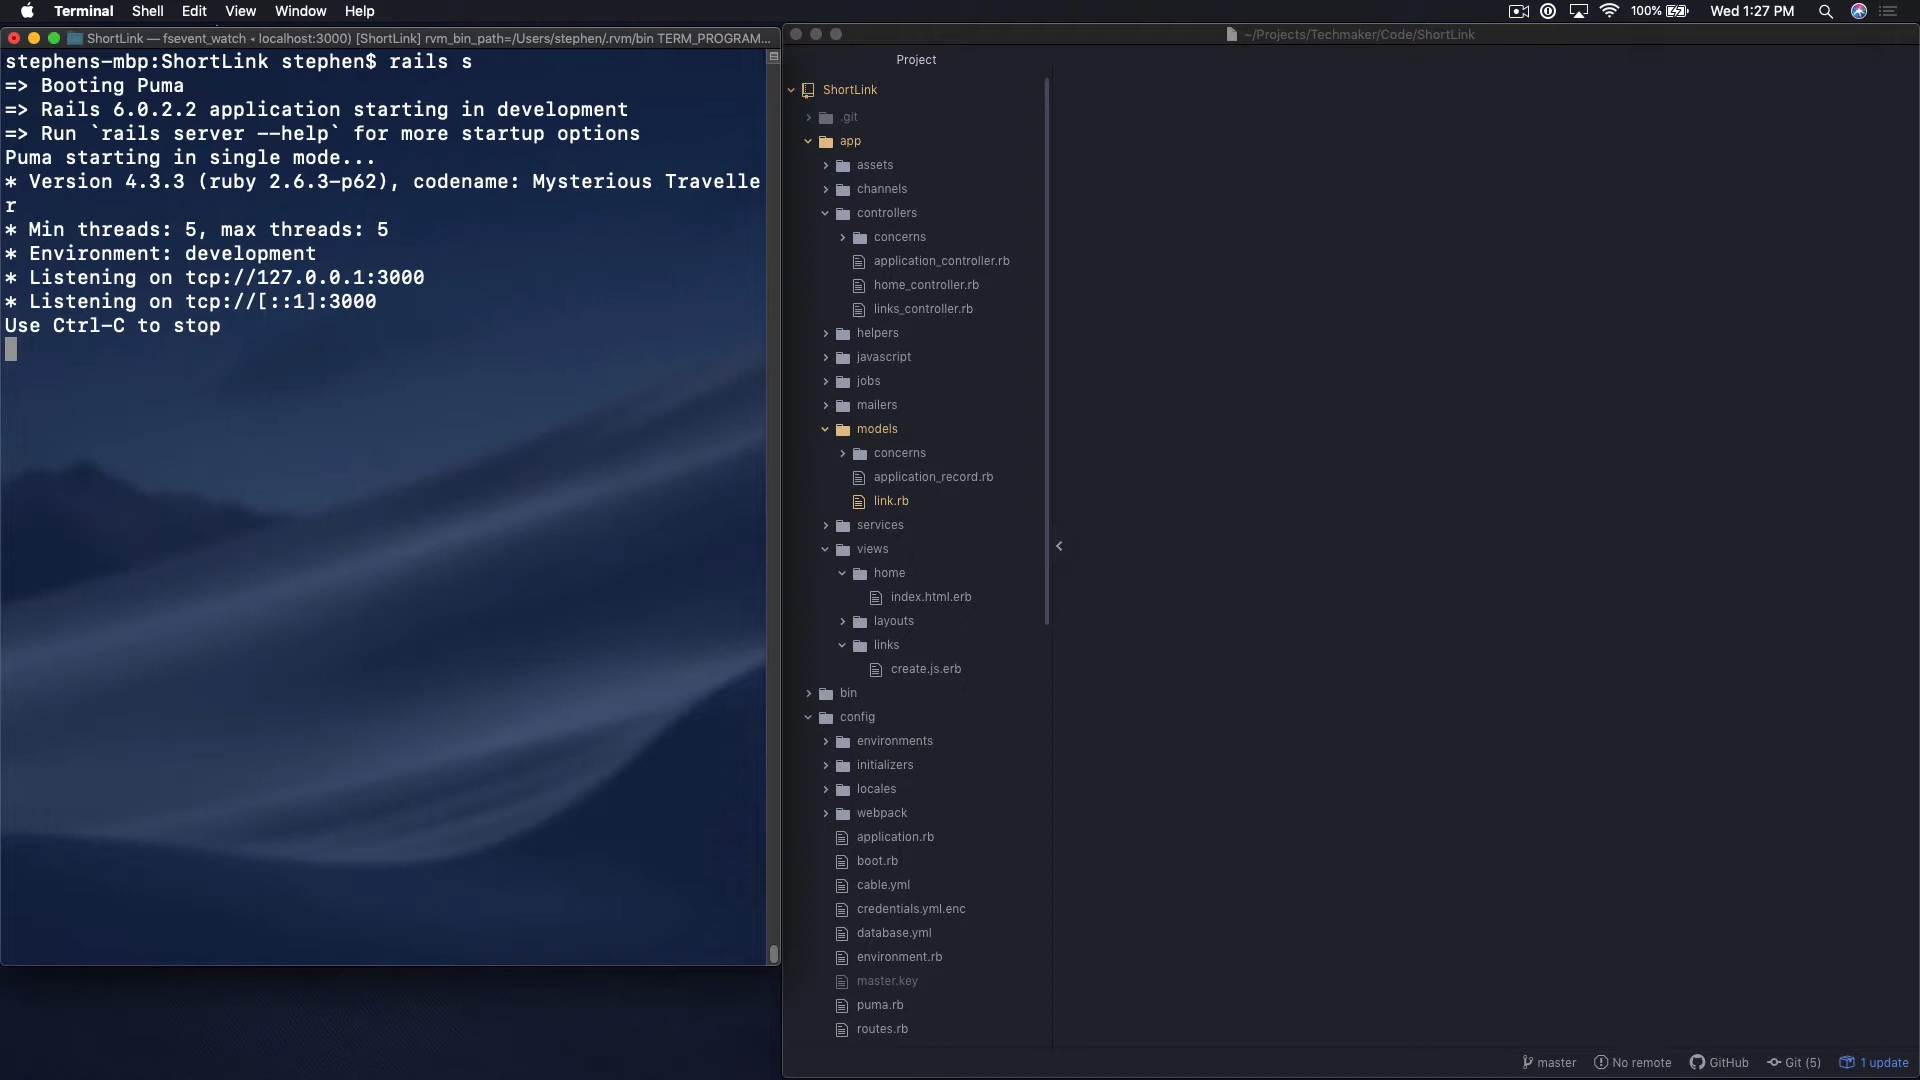 Terminal Shell Edit View Window Help
100% Wed 1:27 PM
ShortLink — fsevent_watch ◂ localhost:3000) [ShortLink] rvm_bin_path=/Users/stephen/.rvm/bin TERM_PROGRAM...
stephens-mbp:ShortLink stephen$ rails s
=> Booting Puma
=> Rails 6.0.2.2 application starting in development
=> Run `rails server --help` for more startup options
Puma starting in single mode...
* Version 4.3.3 (ruby 2.6.3-p62), codename: Mysterious Travelle
r
* Min threads: 5, max threads: 5
* Environment: development
* Listening on tcp://127.0.0.1:3000
* Listening on tcp://[::1]:3000
Use Ctrl-C to stop
~/Projects/Techmaker/Code/ShortLink
Project
ShortLink
.git
app
assets
channels
controllers
concerns
application_controller.rb
home_controller.rb
links_controller.rb
helpers
javascript
jobs
mailers
models
concerns
application_record.rb
link.rb
services
views
home
index.html.erb
layouts
links
create.js.erb
bin
config
environments
initializers
locales
webpack
application.rb
boot.rb
cable.yml
credentials.yml.enc
database.yml
environment.rb
master.key
puma.rb
routes.rb
master No remote GitHub Git (5) 1 update